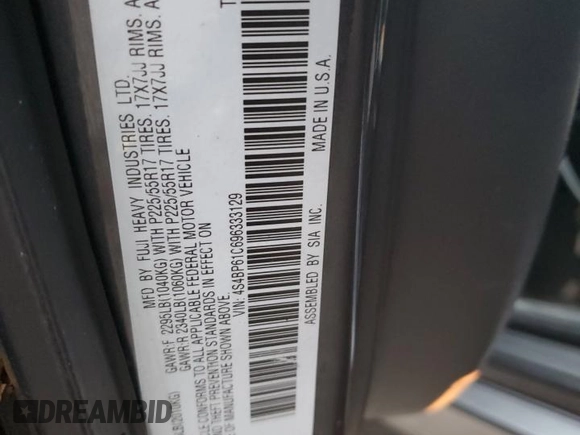 MFD BY FUJI HEAVY INDUSTRIES LTD.
GAWR:F 2295LB(1040KG) WITH P225/55R17 TIRES. 17X7JJ RIMS. A
GAWR:R 2340LB(1060KG) WITH P225/55R17 TIRES. 17X7JJ RIMS. A
CLE CONFORMS TO ALL APPLICABLE FEDERAL MOTOR VEHICLE
AND THEFT PREVENTION STANDARDS IN EFFECT ON
OF MANUFACTURE SHOWN ABOVE.
VIN: 4S4BP61C696333129
ASSEMBLED BY SIA INC.
MADE IN U.S.A.
DREAMBID